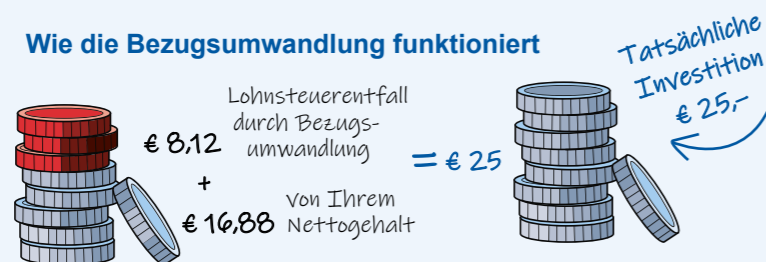 Wie die Bezugsumwandlung funktioniert
Tatsächliche
Investition
€ 25,-
Lohnsteuerentfall
durch Bezugs-
€ 8,12 umwandlung
= € 25
+
von Ihrem
€ 16,88 Nettogehalt